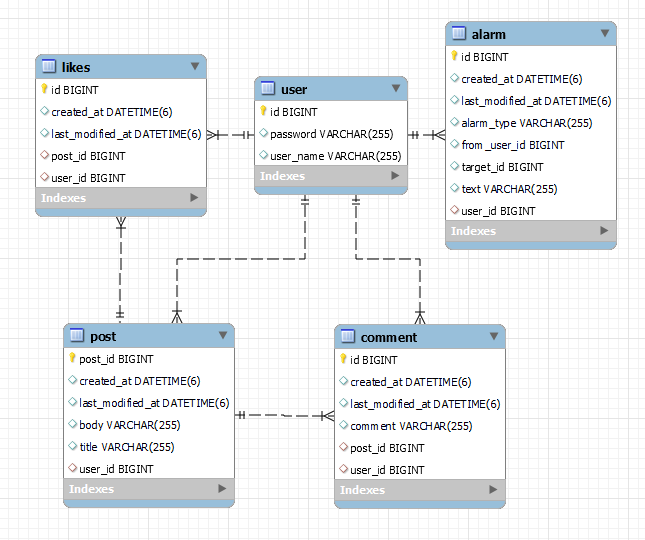 likes
id BIGINT
created_at DATETIME(6)
last_modified_at DATETIME(6)
post_id BIGINT
user_id BIGINT
Indexes
user
id BIGINT
password VARCHAR(255)
user_name VARCHAR(255)
Indexes
alarm
id BIGINT
created_at DATETIME(6)
last_modified_at DATETIME(6)
alarm_type VARCHAR(255)
from_user_id BIGINT
target_id BIGINT
text VARCHAR(255)
user_id BIGINT
Indexes
post
post_id BIGINT
created_at DATETIME(6)
last_modified_at DATETIME(6)
body VARCHAR(255)
title VARCHAR(255)
user_id BIGINT
Indexes
comment
id BIGINT
created_at DATETIME(6)
last_modified_at DATETIME(6)
comment VARCHAR(255)
post_id BIGINT
user_id BIGINT
Indexes